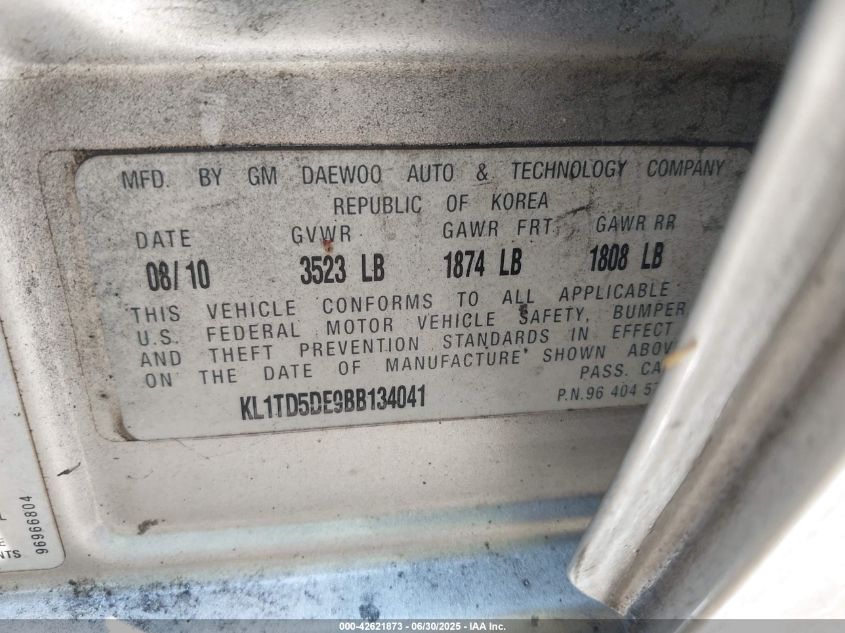 MFD. BY GM DAEWOO AUTO & TECHNOLOGY COMPANY
REPUBLIC OF KOREA
DATE GVWR GAWR FRT GAWR RR
08/10 3523 LB 1874 LB 1808 LB
THIS VEHICLE CONFORMS TO ALL APPLICABLE
U.S. FEDERAL MOTOR VEHICLE SAFETY, BUMPER,
AND THEFT PREVENTION STANDARDS IN EFFECT
ON THE DATE OF MANUFACTURE SHOWN ABOV
PASS. CA
KL1TD5DE9BB134041
P.N. 96 404 5
96966804
NTS
000-42621873 - 06/30/2025 - IAA Inc.